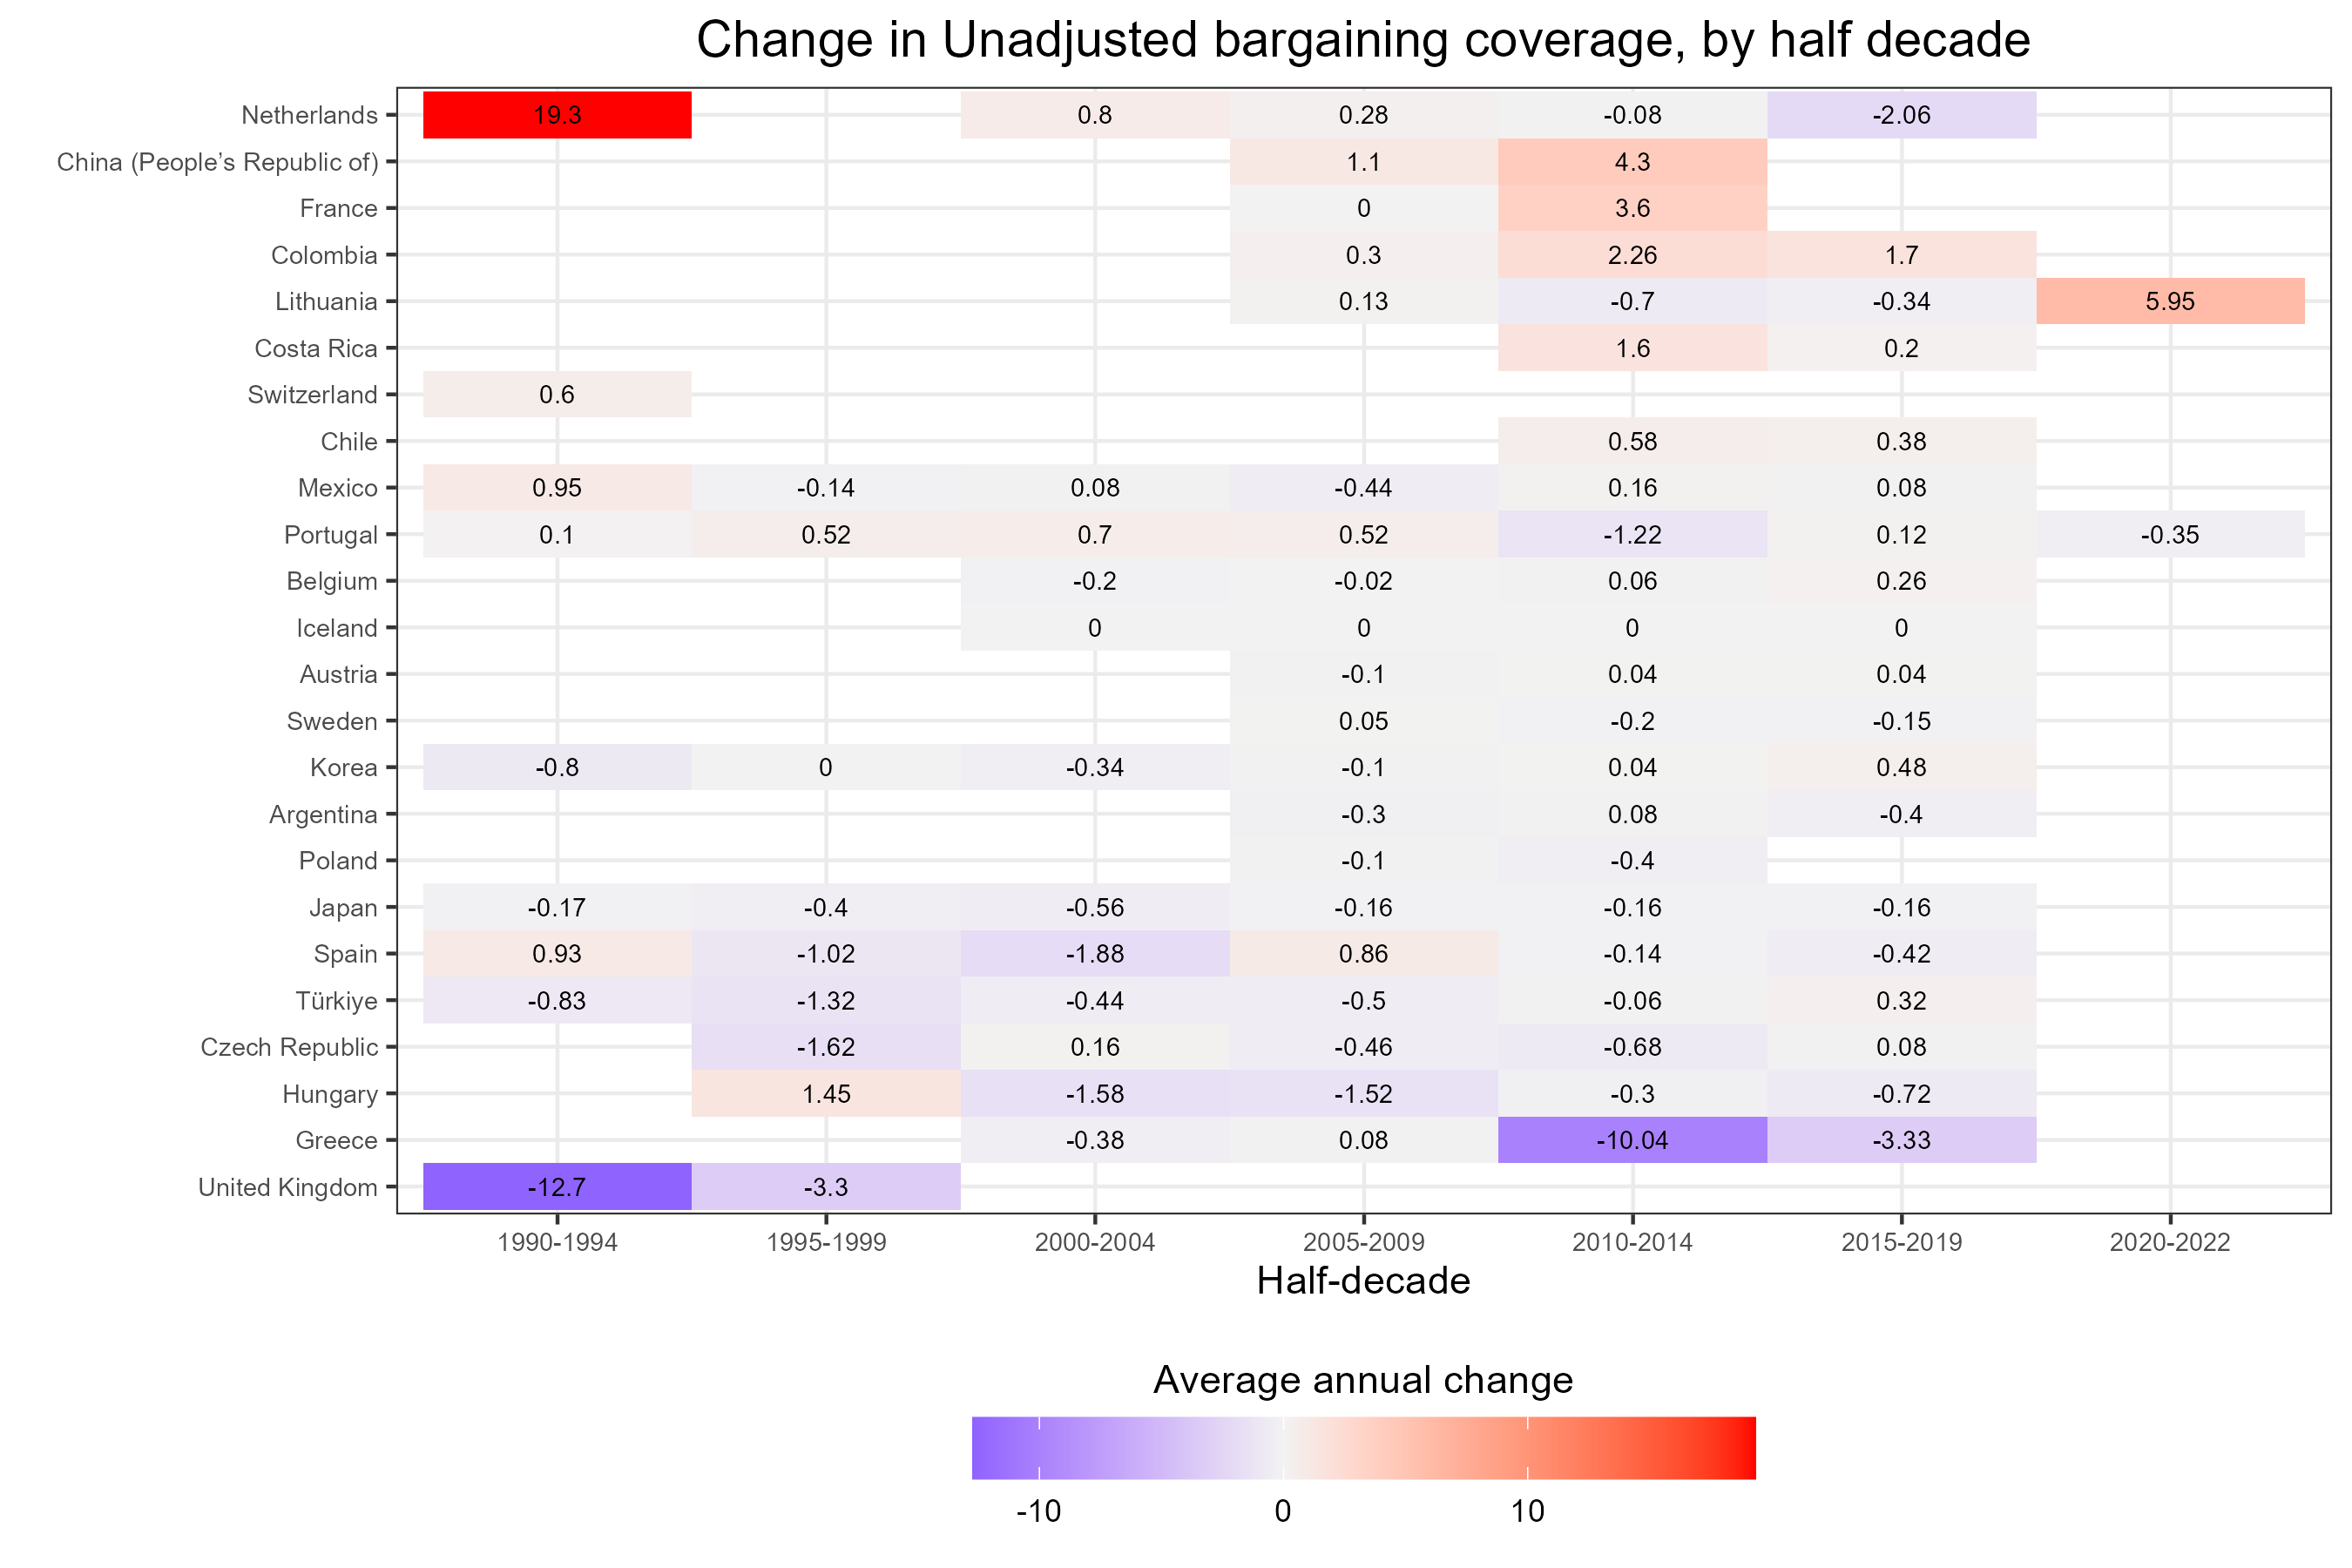 Change in Unadjusted bargaining coverage, by half decade
Netherlands 19.3 0.8 0.28 -0.08 -2.06
China (People’s Republic of) 1.1 4.3
France 0 3.6
Colombia 0.3 2.26 1.7
Lithuania 0.13 -0.7 -0.34 5.95
Costa Rica 1.6 0.2
Switzerland 0.6
Chile 0.58 0.38
Mexico 0.95 -0.14 0.08 -0.44 0.16 0.08
Portugal 0.1 0.52 0.7 0.52 -1.22 0.12 -0.35
Belgium -0.2 -0.02 0.06 0.26
Iceland 0 0 0 0
Austria -0.1 0.04 0.04
Sweden 0.05 -0.2 -0.15
Korea -0.8 0 -0.34 -0.1 0.04 0.48
Argentina -0.3 0.08 -0.4
Poland -0.1 -0.4
Japan -0.17 -0.4 -0.56 -0.16 -0.16 -0.16
Spain 0.93 -1.02 -1.88 0.86 -0.14 -0.42
Türkiye -0.83 -1.32 -0.44 -0.5 -0.06 0.32
Czech Republic -1.62 0.16 -0.46 -0.68 0.08
Hungary 1.45 -1.58 -1.52 -0.3 -0.72
Greece -0.38 0.08 -10.04 -3.33
United Kingdom -12.7 -3.3
1990-1994 1995-1999 2000-2004 2005-2009 2010-2014 2015-2019 2020-2022
Half-decade
Average annual change
-10 0 10